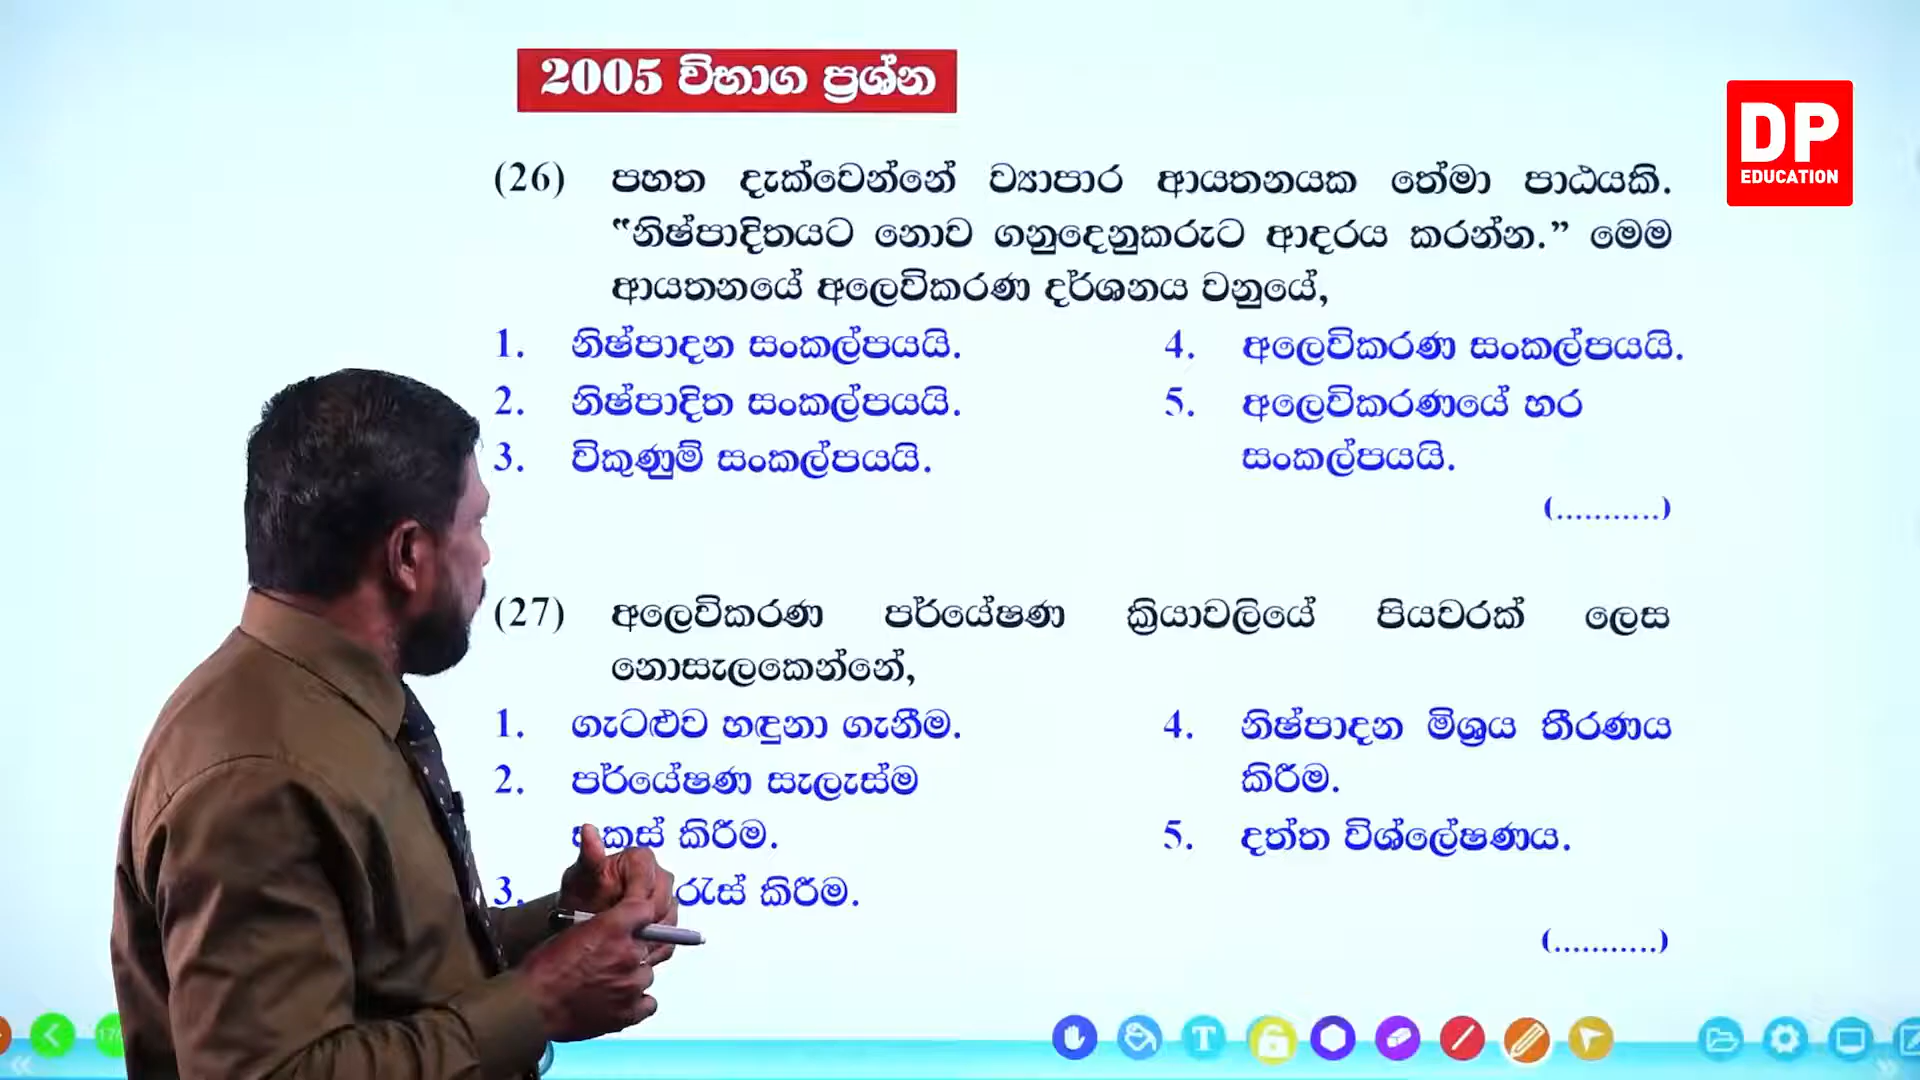 2005 විභාග ප්‍රශ්න
DP
EDUCATION
(26) පහත දැක්වෙන්නේ ව්‍යාපාර ආයතනයක තේමා පාඨයකි.
“නිෂ්පාදිතයට නොව ගනුදෙනුකරුට ආදරය කරන්න.” මෙම
ආයතනයේ අලෙවිකරණ දර්ශනය වනුයේ,
1. නිෂ්පාදන සංකල්පයයි.
2. නිෂ්පාදිත සංකල්පයයි.
3. විකුණුම් සංකල්පයයි.
4. අලෙවිකරණ සංකල්පයයි.
5. අලෙවිකරණයේ හර
සංකල්පයයි.
(...........)
(27) අලෙවිකරණ පර්යේෂණ ක්‍රියාවලියේ පියවරක් ලෙස
නොසැලකෙන්නේ,
1. ගැටළුව හඳුනා ගැනීම.
2. පර්යේෂණ සැලැස්ම
කිරීම.
3. රැස් කිරීම.
4. නිෂ්පාදන මිශ්‍රය තීරණය
කිරීම.
5. දත්ත විශ්ලේෂණය.
(...........)